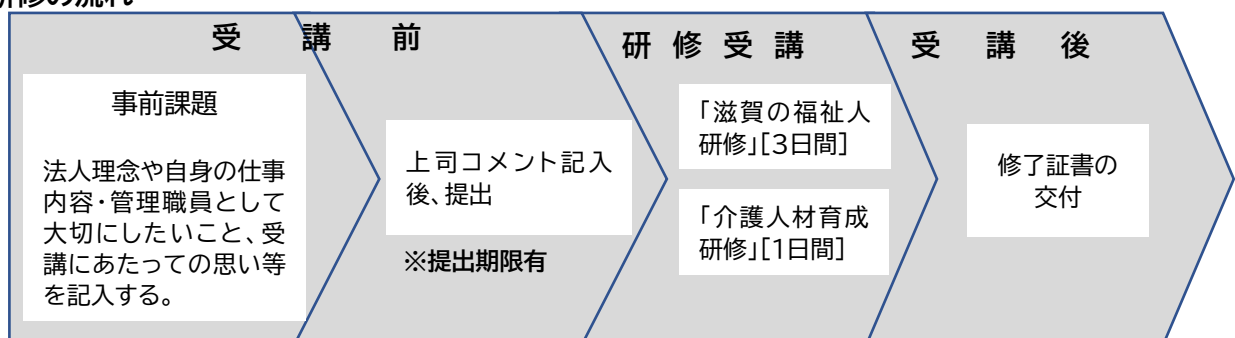 研修の流れ
受講前
研修受講
受講後
事前課題
法人理念や自身の仕事
内容・管理職員として
大切にしたいこと、受
講にあたっての思い等
を記入する。
上司コメント記入
後、提出
※提出期限有
「滋賀の福祉人
研修」[3日間]
「介護人材育成
研修」[1日間]
修了証書の
交付